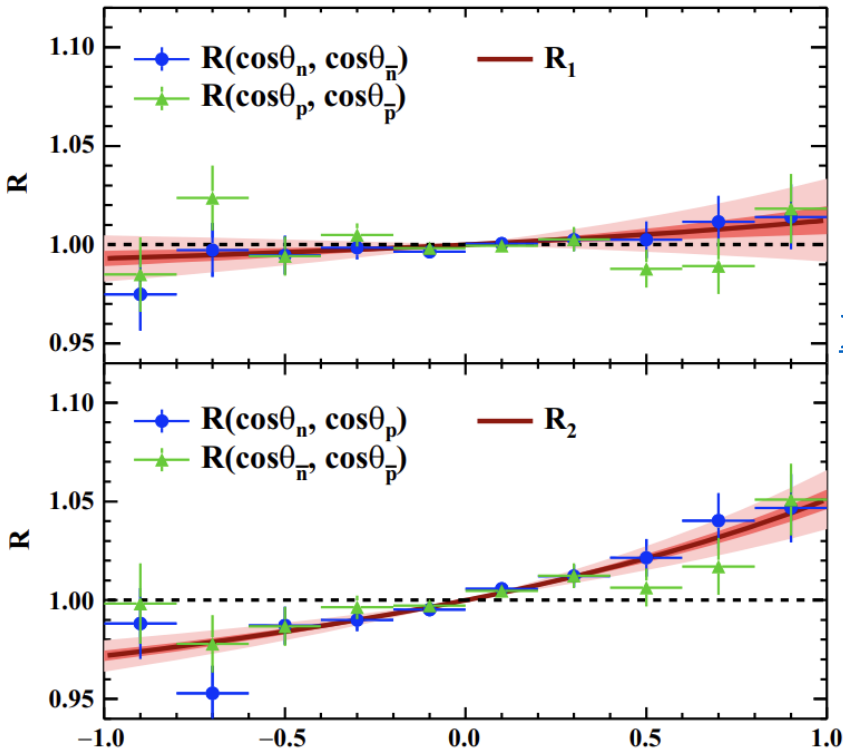 1.10
R(cosθn, cosθn̅)
R1
R(cosθp, cosθp̅)
1.05
R
1.00
0.95
1.10
R(cosθn, cosθp)
R2
R(cosθn̅, cosθp̅)
1.05
R
1.00
0.95
−1.0 −0.5 0.0 0.5 1.0